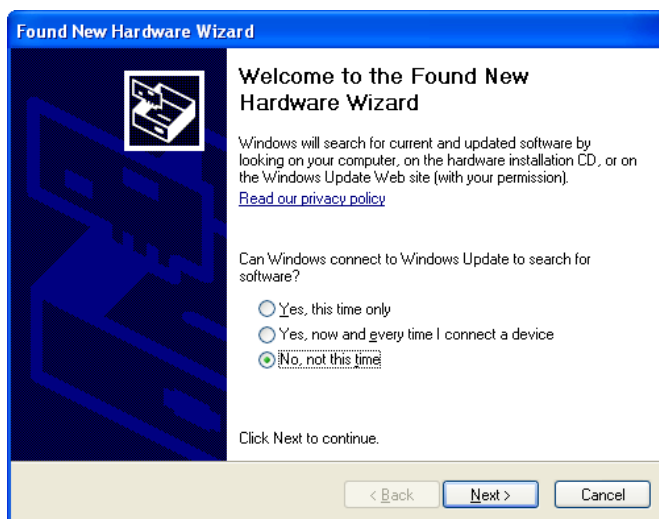 Found New Hardware Wizard
Welcome to the Found New
Hardware Wizard
Windows will search for current and updated software by
looking on your computer, on the hardware installation CD, or on
the Windows Update Web site (with your permission).
Read our privacy policy
Can Windows connect to Windows Update to search for
software?
Yes, this time only
Yes, now and every time I connect a device
No, not this time
Click Next to continue.
< Back
Next >
Cancel